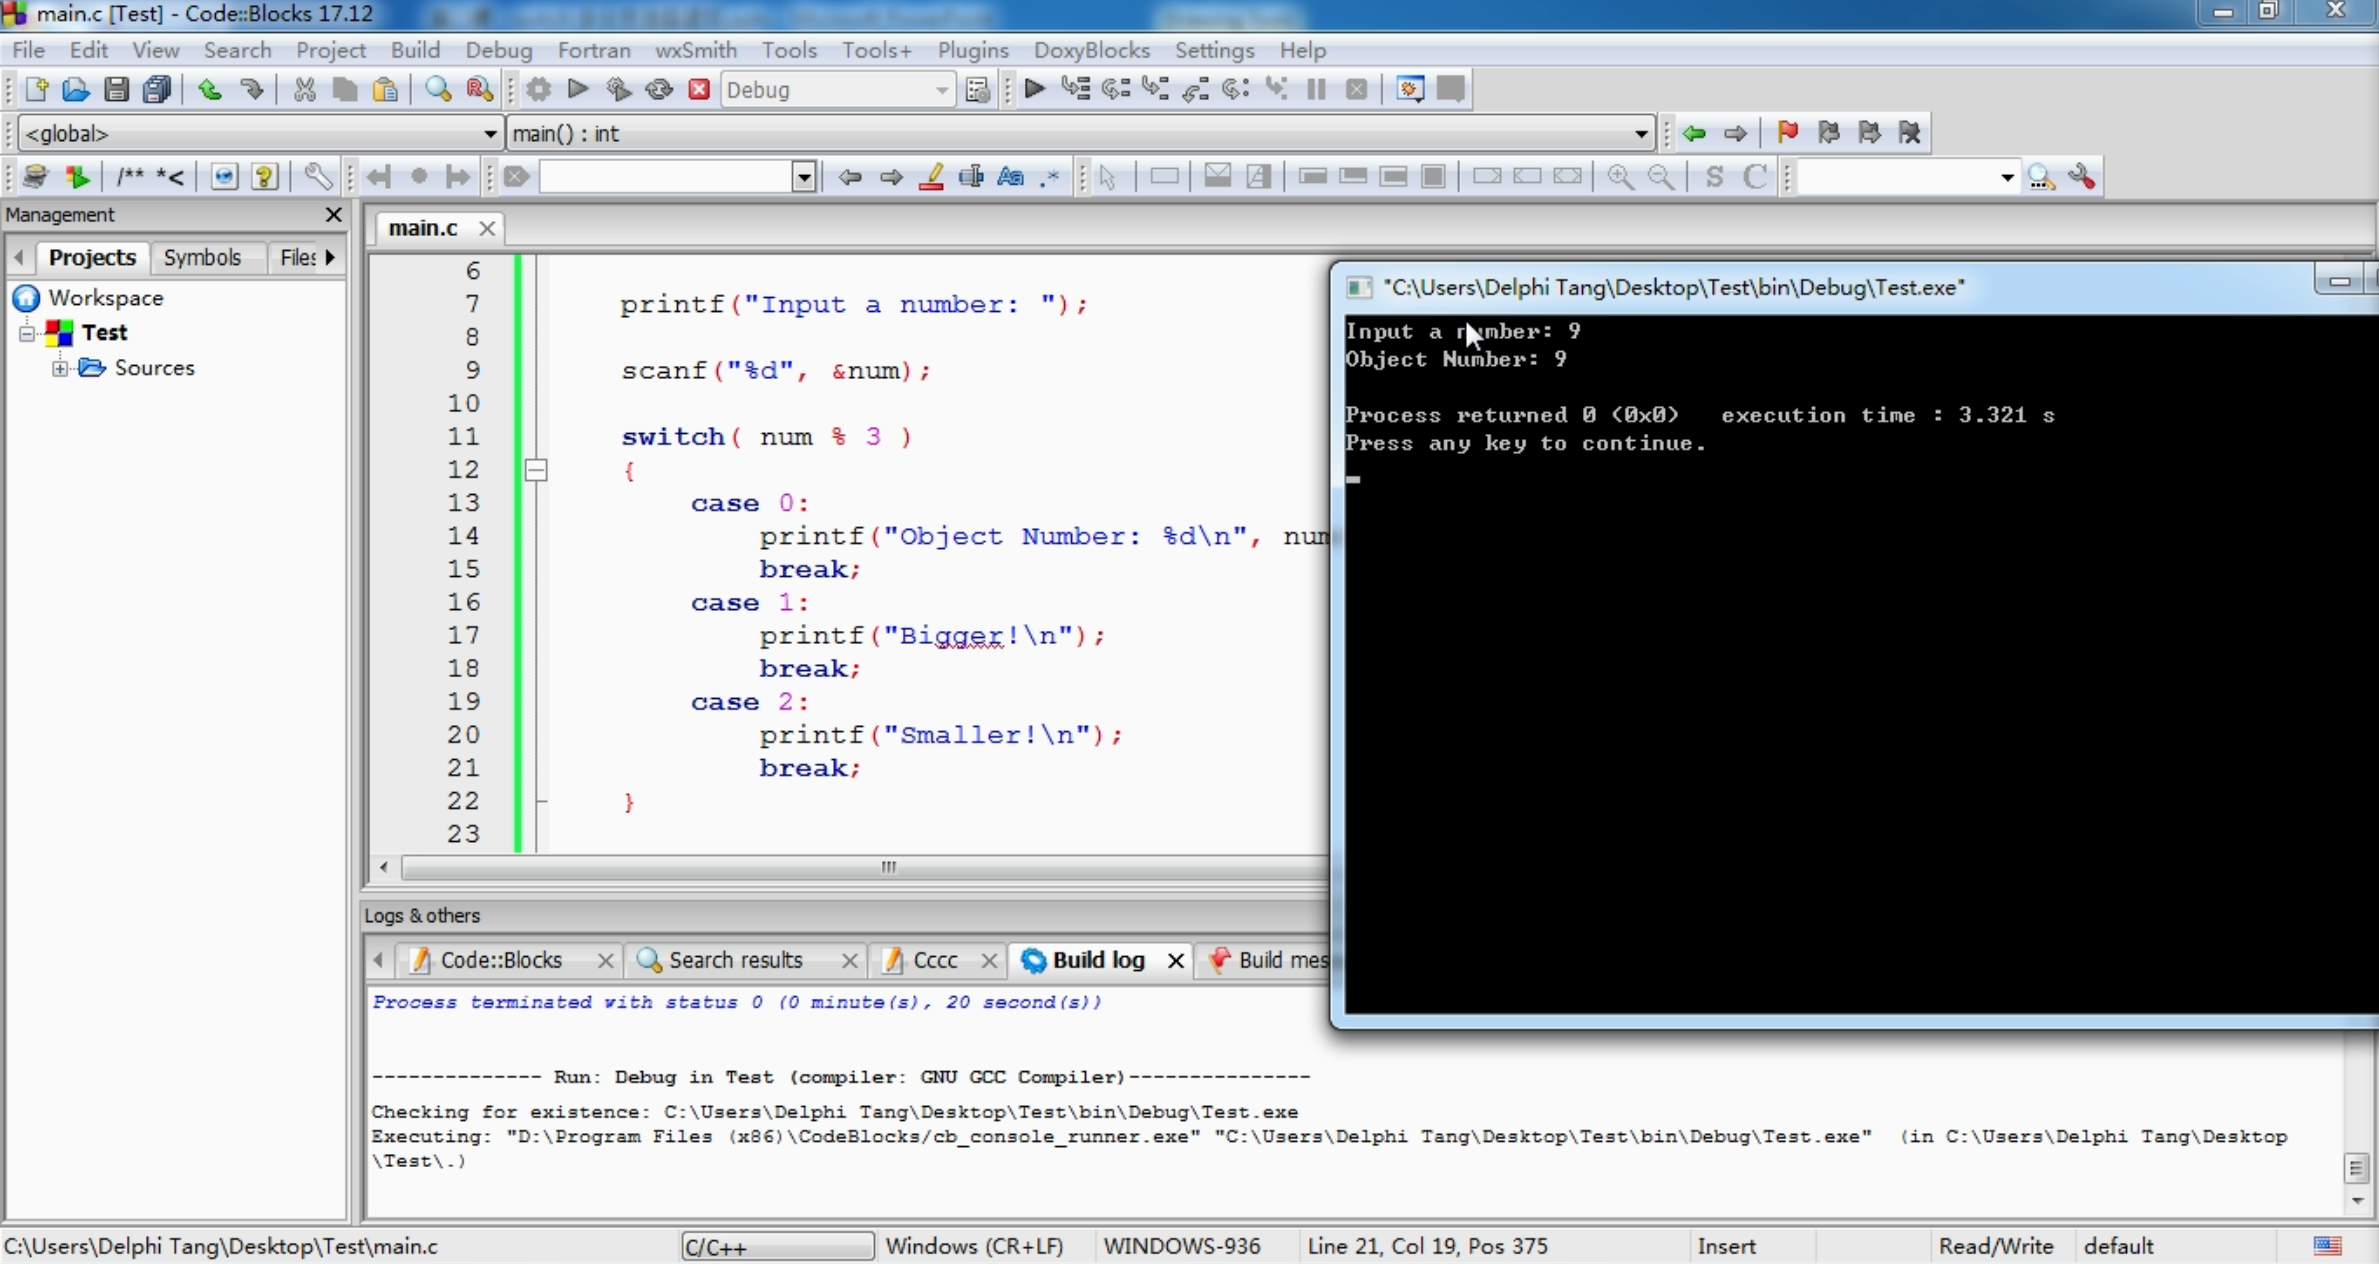 main.c [Test] - Code::Blocks 17.12
File Edit View Search Project Build Debug Fortran wxSmith Tools Tools+ Plugins DoxyBlocks Settings Help
Debug
<global> main() : int
/** *<
S C
Management
main.c
Projects Symbols Files
Workspace
Test
Sources
6
7 printf("Input a number: ");
8
9 scanf("%d", &num);
10
11 switch( num % 3 )
12 {
13 case 0:
14 printf("Object Number: %d\n", num
15 break;
16 case 1:
17 printf("Bigger!\n");
18 break;
19 case 2:
20 printf("Smaller!\n");
21 break;
22 }
23
"C:\Users\Delphi Tang\Desktop\Test\bin\Debug\Test.exe"
Input a number: 9
Object Number: 9
Process returned 0 (0x0) execution time : 3.321 s
Press any key to continue.
Logs & others
Code::Blocks Search results Cccc Build log Build mes
Process terminated with status 0 (0 minute(s), 20 second(s))
-------------- Run: Debug in Test (compiler: GNU GCC Compiler)---------------
Checking for existence: C:\Users\Delphi Tang\Desktop\Test\bin\Debug\Test.exe
Executing: "D:\Program Files (x86)\CodeBlocks/cb_console_runner.exe" "C:\Users\Delphi Tang\Desktop\Test\bin\Debug\Test.exe" (in C:\Users\Delphi Tang\Desktop
\Test\.)
C:\Users\Delphi Tang\Desktop\Test\main.c C/C++ Windows (CR+LF) WINDOWS-936 Line 21, Col 19, Pos 375 Insert Read/Write default